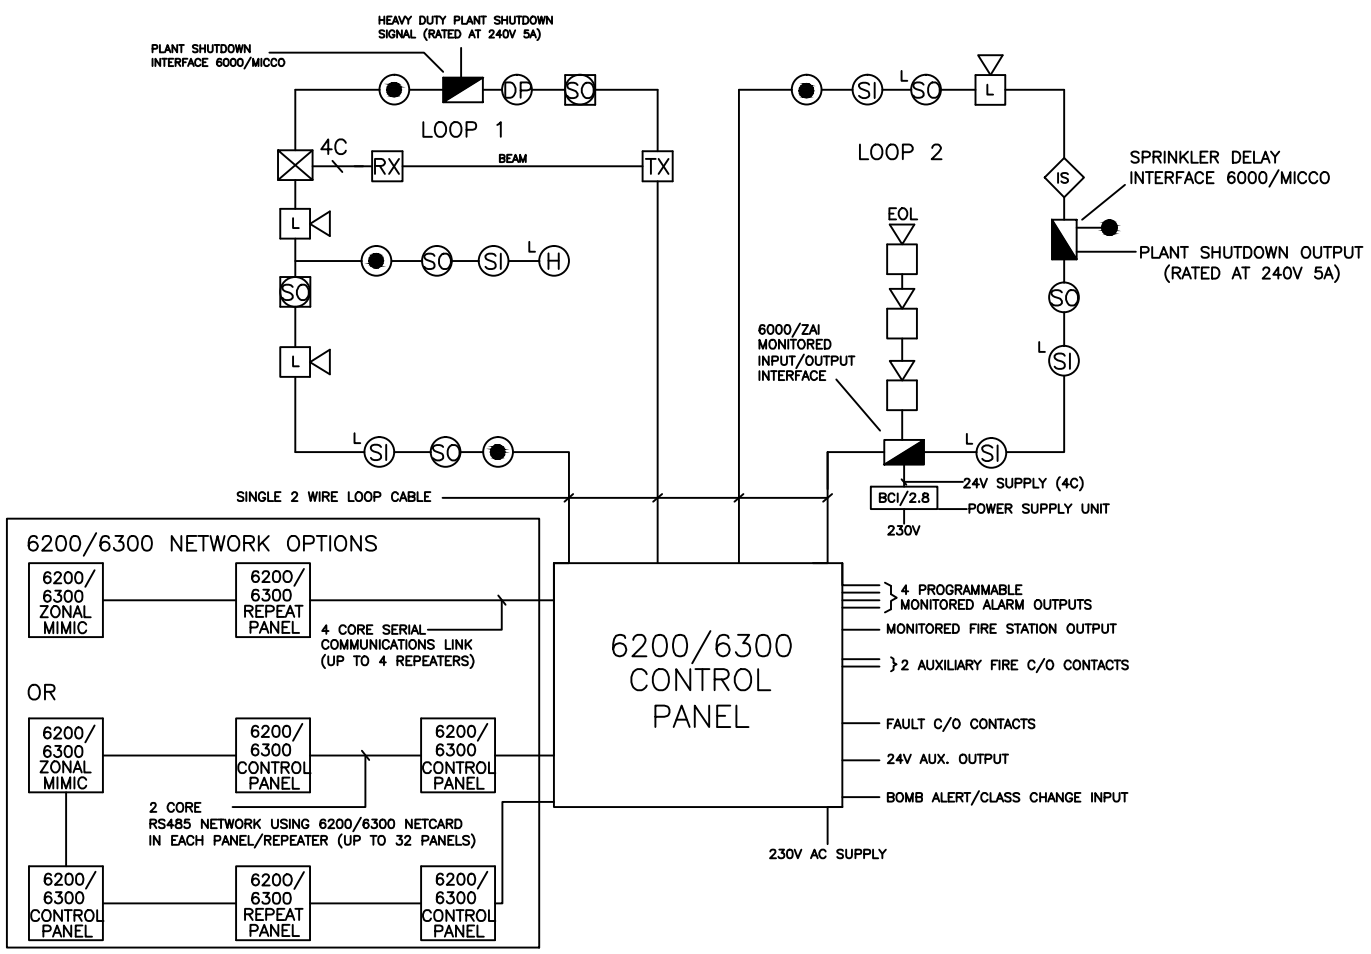 HEAVY DUTY PLANT SHUTDOWN
SIGNAL (RATED AT 240V 5A)
PLANT SHUTDOWN
INTERFACE 6000/MICCO
DP
SO
LOOP 1
4C
RX
BEAM
TX
L
SO
SI
L
H
SO
L
L
SI
SO
SI
L
SO
L
LOOP 2
IS
SPRINKLER DELAY
INTERFACE 6000/MICCO
PLANT SHUTDOWN OUTPUT
(RATED AT 240V 5A)
EOL
SO
L
SI
6000/ZAI
MONITORED
INPUT/OUTPUT
INTERFACE
L
SI
24V SUPPLY (4C)
BCI/2.8
POWER SUPPLY UNIT
230V
SINGLE 2 WIRE LOOP CABLE
6200/6300 NETWORK OPTIONS
6200/
6300
ZONAL
MIMIC
6200/
6300
REPEAT
PANEL
4 CORE SERIAL
COMMUNICATIONS LINK
(UP TO 4 REPEATERS)
OR
6200/
6300
ZONAL
MIMIC
6200/
6300
CONTROL
PANEL
6200/
6300
CONTROL
PANEL
2 CORE
RS485 NETWORK USING 6200/6300 NETCARD
IN EACH PANEL/REPEATER (UP TO 32 PANELS)
6200/
6300
CONTROL
PANEL
6200/
6300
REPEAT
PANEL
6200/
6300
CONTROL
PANEL
6200/6300
CONTROL
PANEL
4 PROGRAMMABLE
MONITORED ALARM OUTPUTS
MONITORED FIRE STATION OUTPUT
2 AUXILIARY FIRE C/O CONTACTS
FAULT C/O CONTACTS
24V AUX. OUTPUT
BOMB ALERT/CLASS CHANGE INPUT
230V AC SUPPLY